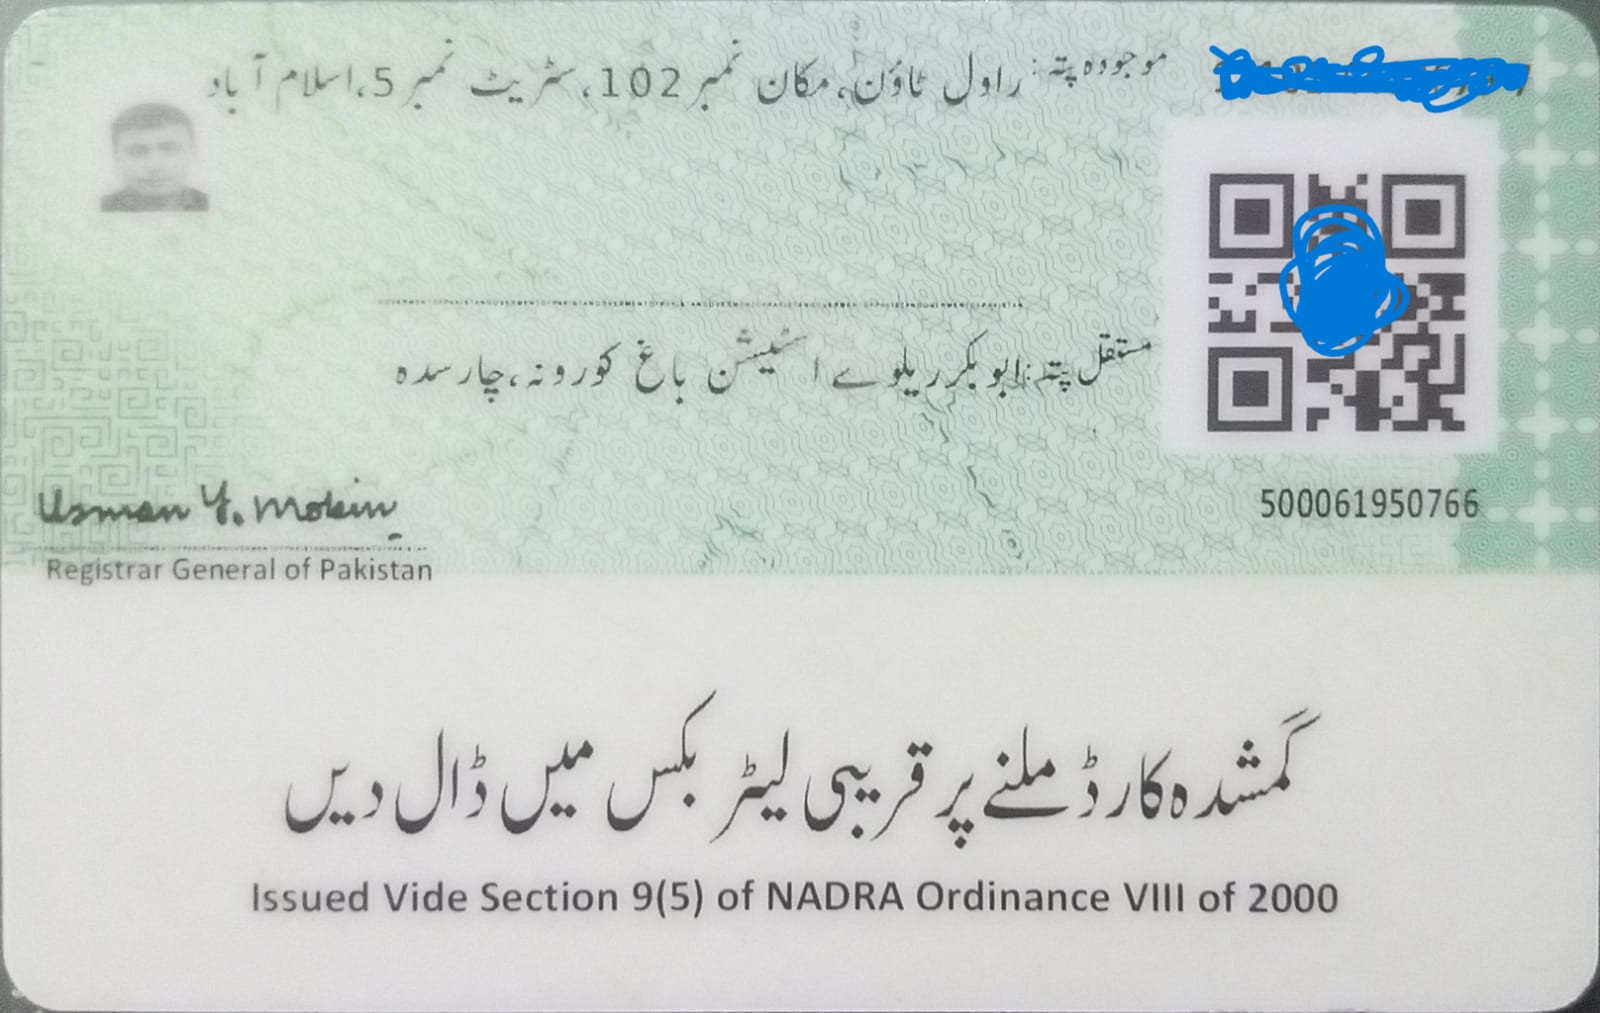 موجودہ پتہ: راول ٹاؤن، مکان نمبر 102، سٹریٹ نمبر 5، اسلام آباد
مستقل پتہ: ابوبکر ریلوے اسٹیشن باغ کورونہ، چارسدہ
500061950766
Usman Y. Mobin
Registrar General of Pakistan
گمشدہ کارڈ ملنے پر قریبی لیٹر بکس میں ڈال دیں
Issued Vide Section 9(5) of NADRA Ordinance VIII of 2000